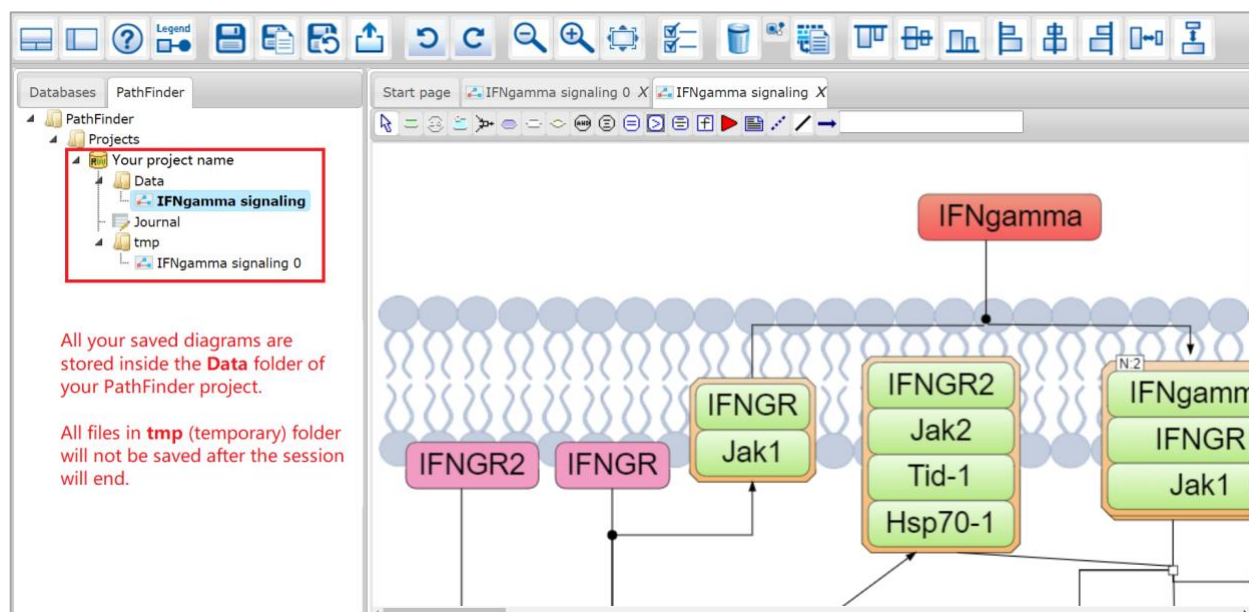 Legend
Databases
PathFinder
PathFinder
Projects
Your project name
Data
IFNgamma signaling
Journal
tmp
IFNgamma signaling 0
All your saved diagrams are
stored inside the Data folder of
your PathFinder project.
All files in tmp (temporary) folder
will not be saved after the session
will end.
Start page
IFNgamma signaling 0 X
IFNgamma signaling X
AND
IFNgamma
N:2
IFNGR2
IFNGR
IFNGR
Jak1
IFNGR2
Jak2
Tid-1
Hsp70-1
IFNgamm
IFNGR
Jak1